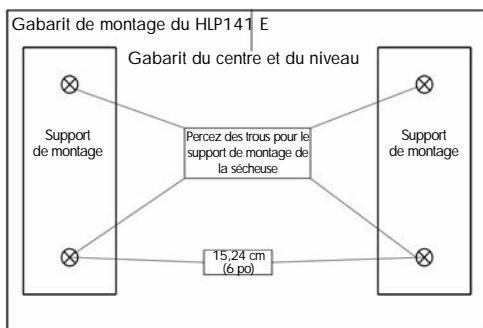 Gabarit de montage du HLP141 E
Gabarit du centre et du niveau
Support
de montage
Percez des trous pour le
support de montage de
la sécheuse
Support
de montage
15,24 cm
(6 po)